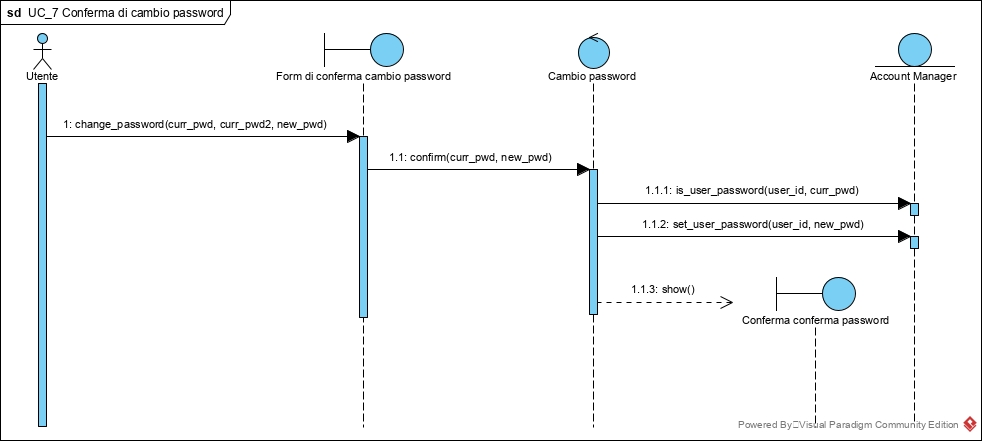 sd UC_7 Conferma di cambio password
Utente
Form di conferma cambio password
Cambio password
Account Manager
1: change_password(curr_pwd, curr_pwd2, new_pwd)
1.1: confirm(curr_pwd, new_pwd)
1.1.1: is_user_password(user_id, curr_pwd)
1.1.2: set_user_password(user_id, new_pwd)
1.1.3: show()
Conferma conferma password
Powered By Visual Paradigm Community Edition